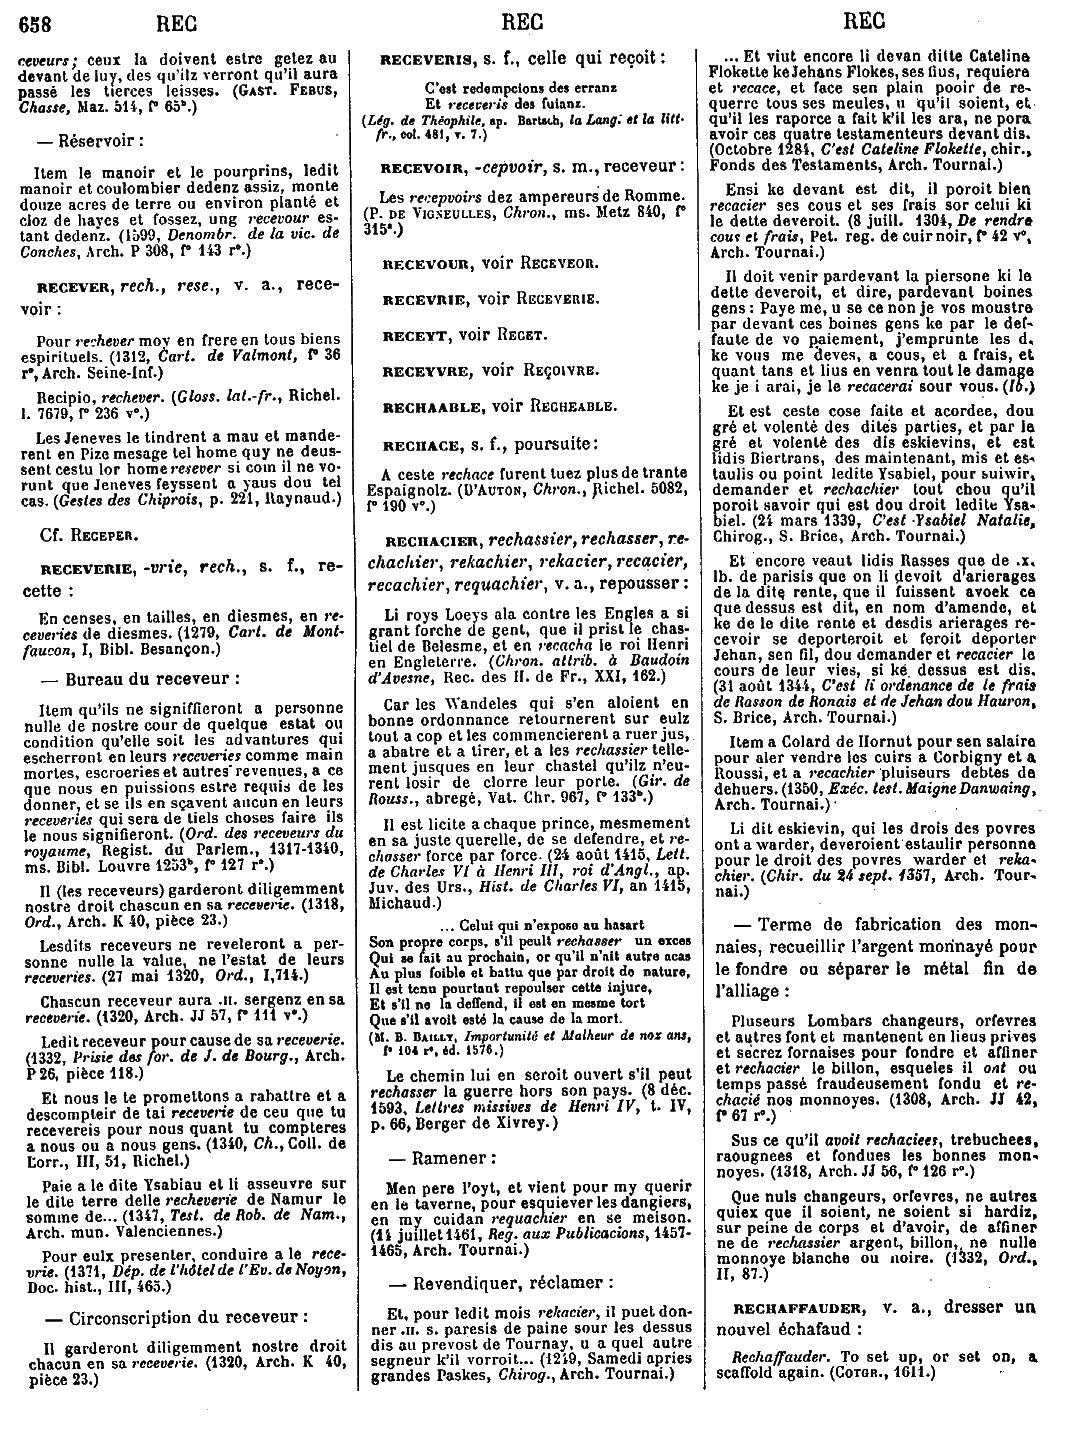 658 REC REC REC
ceveurs; ceux la doivent estre getez au
devant de luy, des qu'ilz verront qu'il aura
passé les tierces leisses. (GAST. FEBUS,
Chasse, Maz. 514, f° 65ᵇ.)
— Réservoir :
Item le manoir et le pourprins, ledit
manoir et coulombier dedenz assiz, monte
douze acres de terre ou environ planté et
cloz de hayes et fossez, ung recevour es-
tant dedenz. (1599, Denombr. de la vic. de
Conches, Arch. P 308, f° 143 r°.)
RECEVER, rech., rese., v. a., rece-
voir :
Pour rechever moy en frere en tous biens
espirituels. (1312, Cart. de Valmont, f° 36
r°, Arch. Seine-Inf.)
Recipio, rechever. (Gloss. lat.-fr., Richel.
l. 7679, f° 236 v°.)
Les Jeneves le tindrent a mau et mande-
rent en Pize mesage tel home quy ne deus-
sent cestu lor home resever si com il ne vo-
runt que Jeneves feyssent a yaus dou tel
cas. (Gestes des Chiprois, p. 221, Raynaud.)
Cf. RECEPER.
RECEVERIE, -vrie, rech., s. f., re-
cette :
En censes, en tailles, en diesmes, en re-
ceveries de diesmes. (1279, Cart. de Mont-
faucon, I, Bibl. Besançon.)
— Bureau du receveur :
Item qu'ils ne signiffieront a personne
nulle de nostre cour de quelque estat ou
condition qu'elle soit les advantures qui
escherront en leurs receveries comme main
mortes, escroeries et autres revenues, a ce
que nous en puissions estre requis de les
donner, et se ils en sçavent aucun en leurs
receveries qui sera de tiels choses faire ils
le nous signifieront. (Ord. des receveurs du
royaume, Regist. du Parlem., 1317-1340,
ms. Bibl. Louvre 1253ᵇ, f° 127 r°.)
Il (les receveurs) garderont diligemment
nostre droit chascun en sa receverie. (1318,
Ord., Arch. K 40, pièce 23.)
Lesdits receveurs ne reveleront a per-
sonne nulle la value, ne l'estat de leurs
receveries. (27 mai 1320, Ord., I, 714.)
Chascun receveur aura .II. sergenz en sa
receverie. (1320, Arch. JJ 57, f° 111 v°.)
Ledit receveur pour cause de sa receverie.
(1332, Prisie des for. de J. de Bourg., Arch.
P 26, pièce 118.)
Et nous le te promettons a rabattre et a
descompteir de tai receverie de ceu que tu
recevereis pour nous quant tu compteres
a nous ou a nous gens. (1340, Ch., Coll. de
Lorr., III, 51, Richel.)
Paie a le dite Ysabiau et li asseuvre sur
le dite terre delle recheverie de Namur le
somme de... (1347, Test. de Rob. de Nam.,
Arch. mun. Valenciennes.)
Pour eulx presenter, conduire a le rece-
vrie. (1371, Dép. de l'hôtel de l'Ev. de Noyon,
Doc. hist., III, 465.)
— Circonscription du receveur :
Il garderont diligemment nostre droit
chacun en sa receverie. (1320, Arch. K 40,
pièce 23.)
RECEVERIS, s. f., celle qui reçoit :
C'est redempcions des erranz
Et receveris des fuianz.
(Lég. de Théophile, ap. Bartsch, la Lang. et la litt.
fr., col. 481, v. 7.)
RECEVOIR, -cepvoir, s. m., receveur :
Les recepvoirs dez ampereurs de Romme.
(P. DE VIGNEULLES, Chron., ms. Metz 840, f°
315ᵃ.)
RECEVOUR, voir RECEVEOR.
RECEVRIE, voir RECEVERIE.
RECEYT, voir RECET.
RECEYVRE, voir REÇOIVRE.
RECHAABLE, voir RECHEABLE.
RECHACE, s. f., poursuite :
A ceste rechace furent tuez plus de trante
Espaignolz. (D'AUTON, Chron., Richel. 5082,
f° 190 v°.)
RECHACIER, rechassier, rechasser, re-
chachier, rekachier, rekacier, recacier,
recachier, requachier, v. a., repousser :
Li roys Loeys ala contre les Engles a si
grant forche de gent, que il prist le chas-
tiel de Belesme, et en recacha le roi Henri
en Engleterre. (Chron. attrib. à Baudoin
d'Avesne, Rec. des H. de Fr., XXI, 162.)
Car les Wandeles qui s'en aloient en
bonne ordonnance retournerent sur eulz
tout a cop et les commencierent a ruer jus,
a abatre et a tirer, et a les rechassier telle-
ment jusques en leur chastel qu'ilz n'eu-
rent losir de clorre leur porte. (Gir. de
Rouss., abregé, Vat. Chr. 967, f° 133ᵇ.)
Il est licite a chaque prince, mesmement
en sa juste querelle, de se defendre, et re-
chasser force par force. (24 août 1415, Lett.
de Charles VI à Henri III, roi d'Angl., ap.
Juv. des Urs., Hist. de Charles VI, an 1415,
Michaud.)
... Celui qui n'expose au hasart
Son propre corps, s'il peult rechasser un exces
Qui se fait au prochain, or qu'il n'ait autre acas
Au plus foible et battu que par droit de nature,
Il est tenu pourtant repoulser cette injure,
Et s'il ne la deffend, il est en mesme tort
Que s'il avoit esté la cause de la mort.
(M. B. BAILLY, Importunité et Malheur de noz ans,
f° 104 r°, éd. 1576.)
Le chemin lui en seroit ouvert s'il peut
rechasser la guerre hors son pays. (8 déc.
1593, Lettres missives de Henri IV, t. IV,
p. 66, Berger de Xivrey.)
— Ramener :
Men pere l'oyt, et vient pour my querir
en le taverne, pour esquiever les dangiers,
en my cuidan requachier en se meison.
(14 juillet 1461, Reg. aux Publicacions, 1457-
1465, Arch. Tournai.)
— Revendiquer, réclamer :
Et, pour ledit mois rekacier, il puet don-
ner .II. s. paresis de paine sour les dessus
dis au prevost de Tournay, u a quel autre
segneur k'il vorroit... (1249, Samedi apries
grandes Paskes, Chirog., Arch. Tournai.)
... Et viut encore li devan ditte Cateline
Flokette ke Jehans Flokes, ses fius, requiere
et recace, et face sen plain pooir de re-
querre tous ses meules, u qu'il soient, et
qu'il les raporce a fait k'il les ara, ne pora
avoir ces quatre testamenteurs devant dis.
(Octobre 1284, C'est Cateline Flokette, chir.,
Fonds des Testaments, Arch. Tournai.)
Ensi ke devant est dit, il poroit bien
recacier ses cous et ses frais sor celui ki
le dette deveroit. (8 juill. 1304, De rendre
cous et frais, Pet. reg. de cuir noir, f° 42 v°,
Arch. Tournai.)
Il doit venir pardevant la piersone ki le
dette deveroit, et dire, pardevant boines
gens : Paye me, u se ce non je vos moustre
par devant ces boines gens ke par le def-
faute de vo paiement, j'emprunte les d.
ke vous me deves, a cous, et a frais, et
quant tans et lius en venra tout le damage
ke je i arai, je le recacerai sour vous. (Ib.)
Et est ceste cose faite et acordee, dou
gré et volenté des dites parties, et par le
gré et volenté des dis eskievins, et est
lidis Biertrans, des maintenant, mis et es-
taulis ou point ledite Ysabiel, pour suiwir,
demander et rechachier tout chou qu'il
poroit savoir qui est dou droit ledite Ysa-
biel. (24 mars 1339, C'est Ysabiel Natalie,
Chirog., S. Brice, Arch. Tournai.)
Et encore veaut lidis Rasses que de .x.
lb. de parisis que on li devoit d'arierages
de la dite rente, que il fuissent avoek ce
que dessus est dit, en nom d'amende, et
ke de le dite rente et desdis arierages re-
cevoir se deporteroit et feroit deporter
Jehan, sen fil, dou demander et recacier le
cours de leur vies, si ke dessus est dis.
(31 août 1344, C'est li ordenance de le frais
de Rasson de Ronais et de Jehan dou Hauron,
S. Brice, Arch. Tournai.)
Item a Colard de Hornut pour sen salaire
pour aler vendre les cuirs a Corbigny et a
Roussi, et a recachier pluiseurs debtes de
dehuers. (1350, Exéc. test. Maigne Danwaing,
Arch. Tournai.)
Li dit eskievin, qui les drois des povres
ont a warder, deveroient estaulir personne
pour le droit des povres warder et reka-
chier. (Chir. du 24 sept. 1357, Arch. Tour-
nai.)
— Terme de fabrication des mon-
naies, recueillir l'argent monnayé pour
le fondre ou séparer le métal fin de
l'alliage :
Pluseurs Lombars changeurs, orfevres
et autres font et mantenent en lieus prives
et secrez fornaises pour fondre et affiner
et rechacier le billon, esqueles il ont ou
temps passé fraudeusement fondu et re-
chacié nos monnoyes. (1308, Arch. JJ 42,
f° 67 r°.)
Sus ce qu'il avoit rechaciees, trebuchees,
raougnees et fondues les bonnes mon-
noyes. (1318, Arch. JJ 56, f° 126 r°.)
Que nuls changeurs, orfevres, ne autres
quiex que il soient, ne soient si hardiz,
sur peine de corps et d'avoir, de affiner
ne de rechassier argent, billon, ne nulle
monnoye blanche ou noire. (1332, Ord.,
II, 87.)
RECHAFFAUDER, v. a., dresser un
nouvel échafaud :
Rechaffauder. To set up, or set on, a
scaffold again. (COTGR., 1611.)